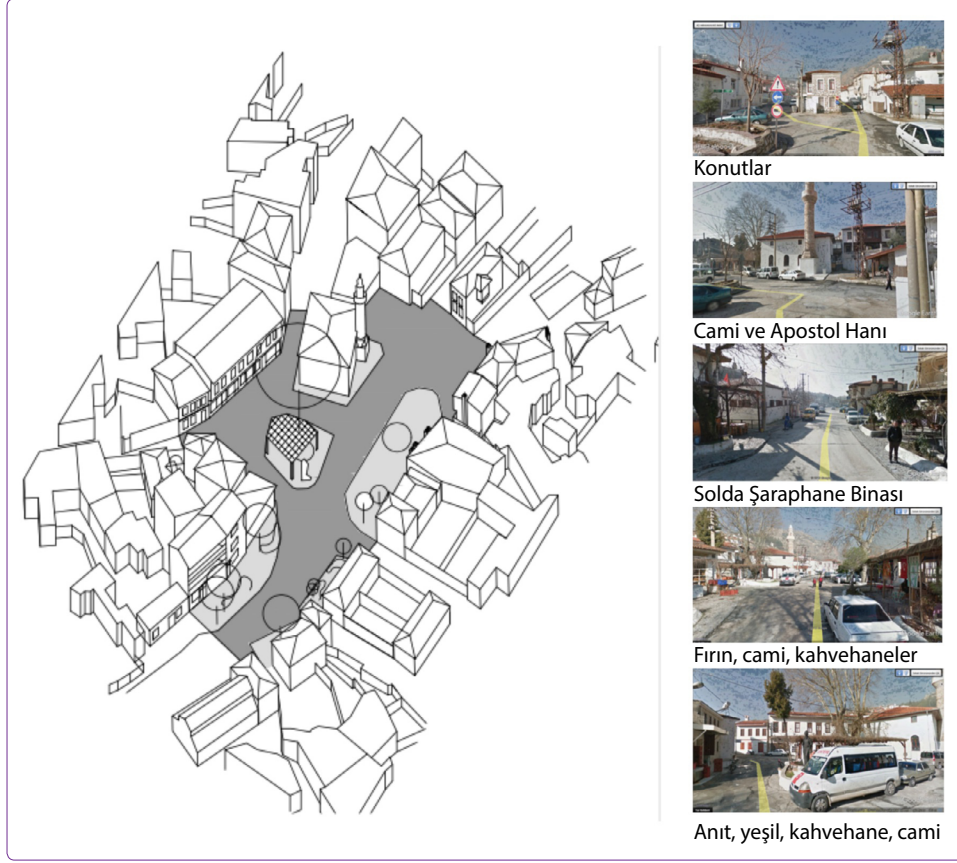 Konutlar
Cami ve Apostol Hanı
Solda Şaraphane Binası
Fırın, cami, kahvehaneler
Anıt, yeşil, kahvehane, cami